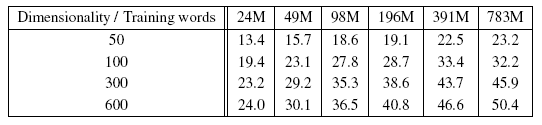 Dimensionality / Training words 24M 49M 98M 196M 391M 783M
50 13.4 15.7 18.6 19.1 22.5 23.2
100 19.4 23.1 27.8 28.7 33.4 32.2
300 23.2 29.2 35.3 38.6 43.7 45.9
600 24.0 30.1 36.5 40.8 46.6 50.4